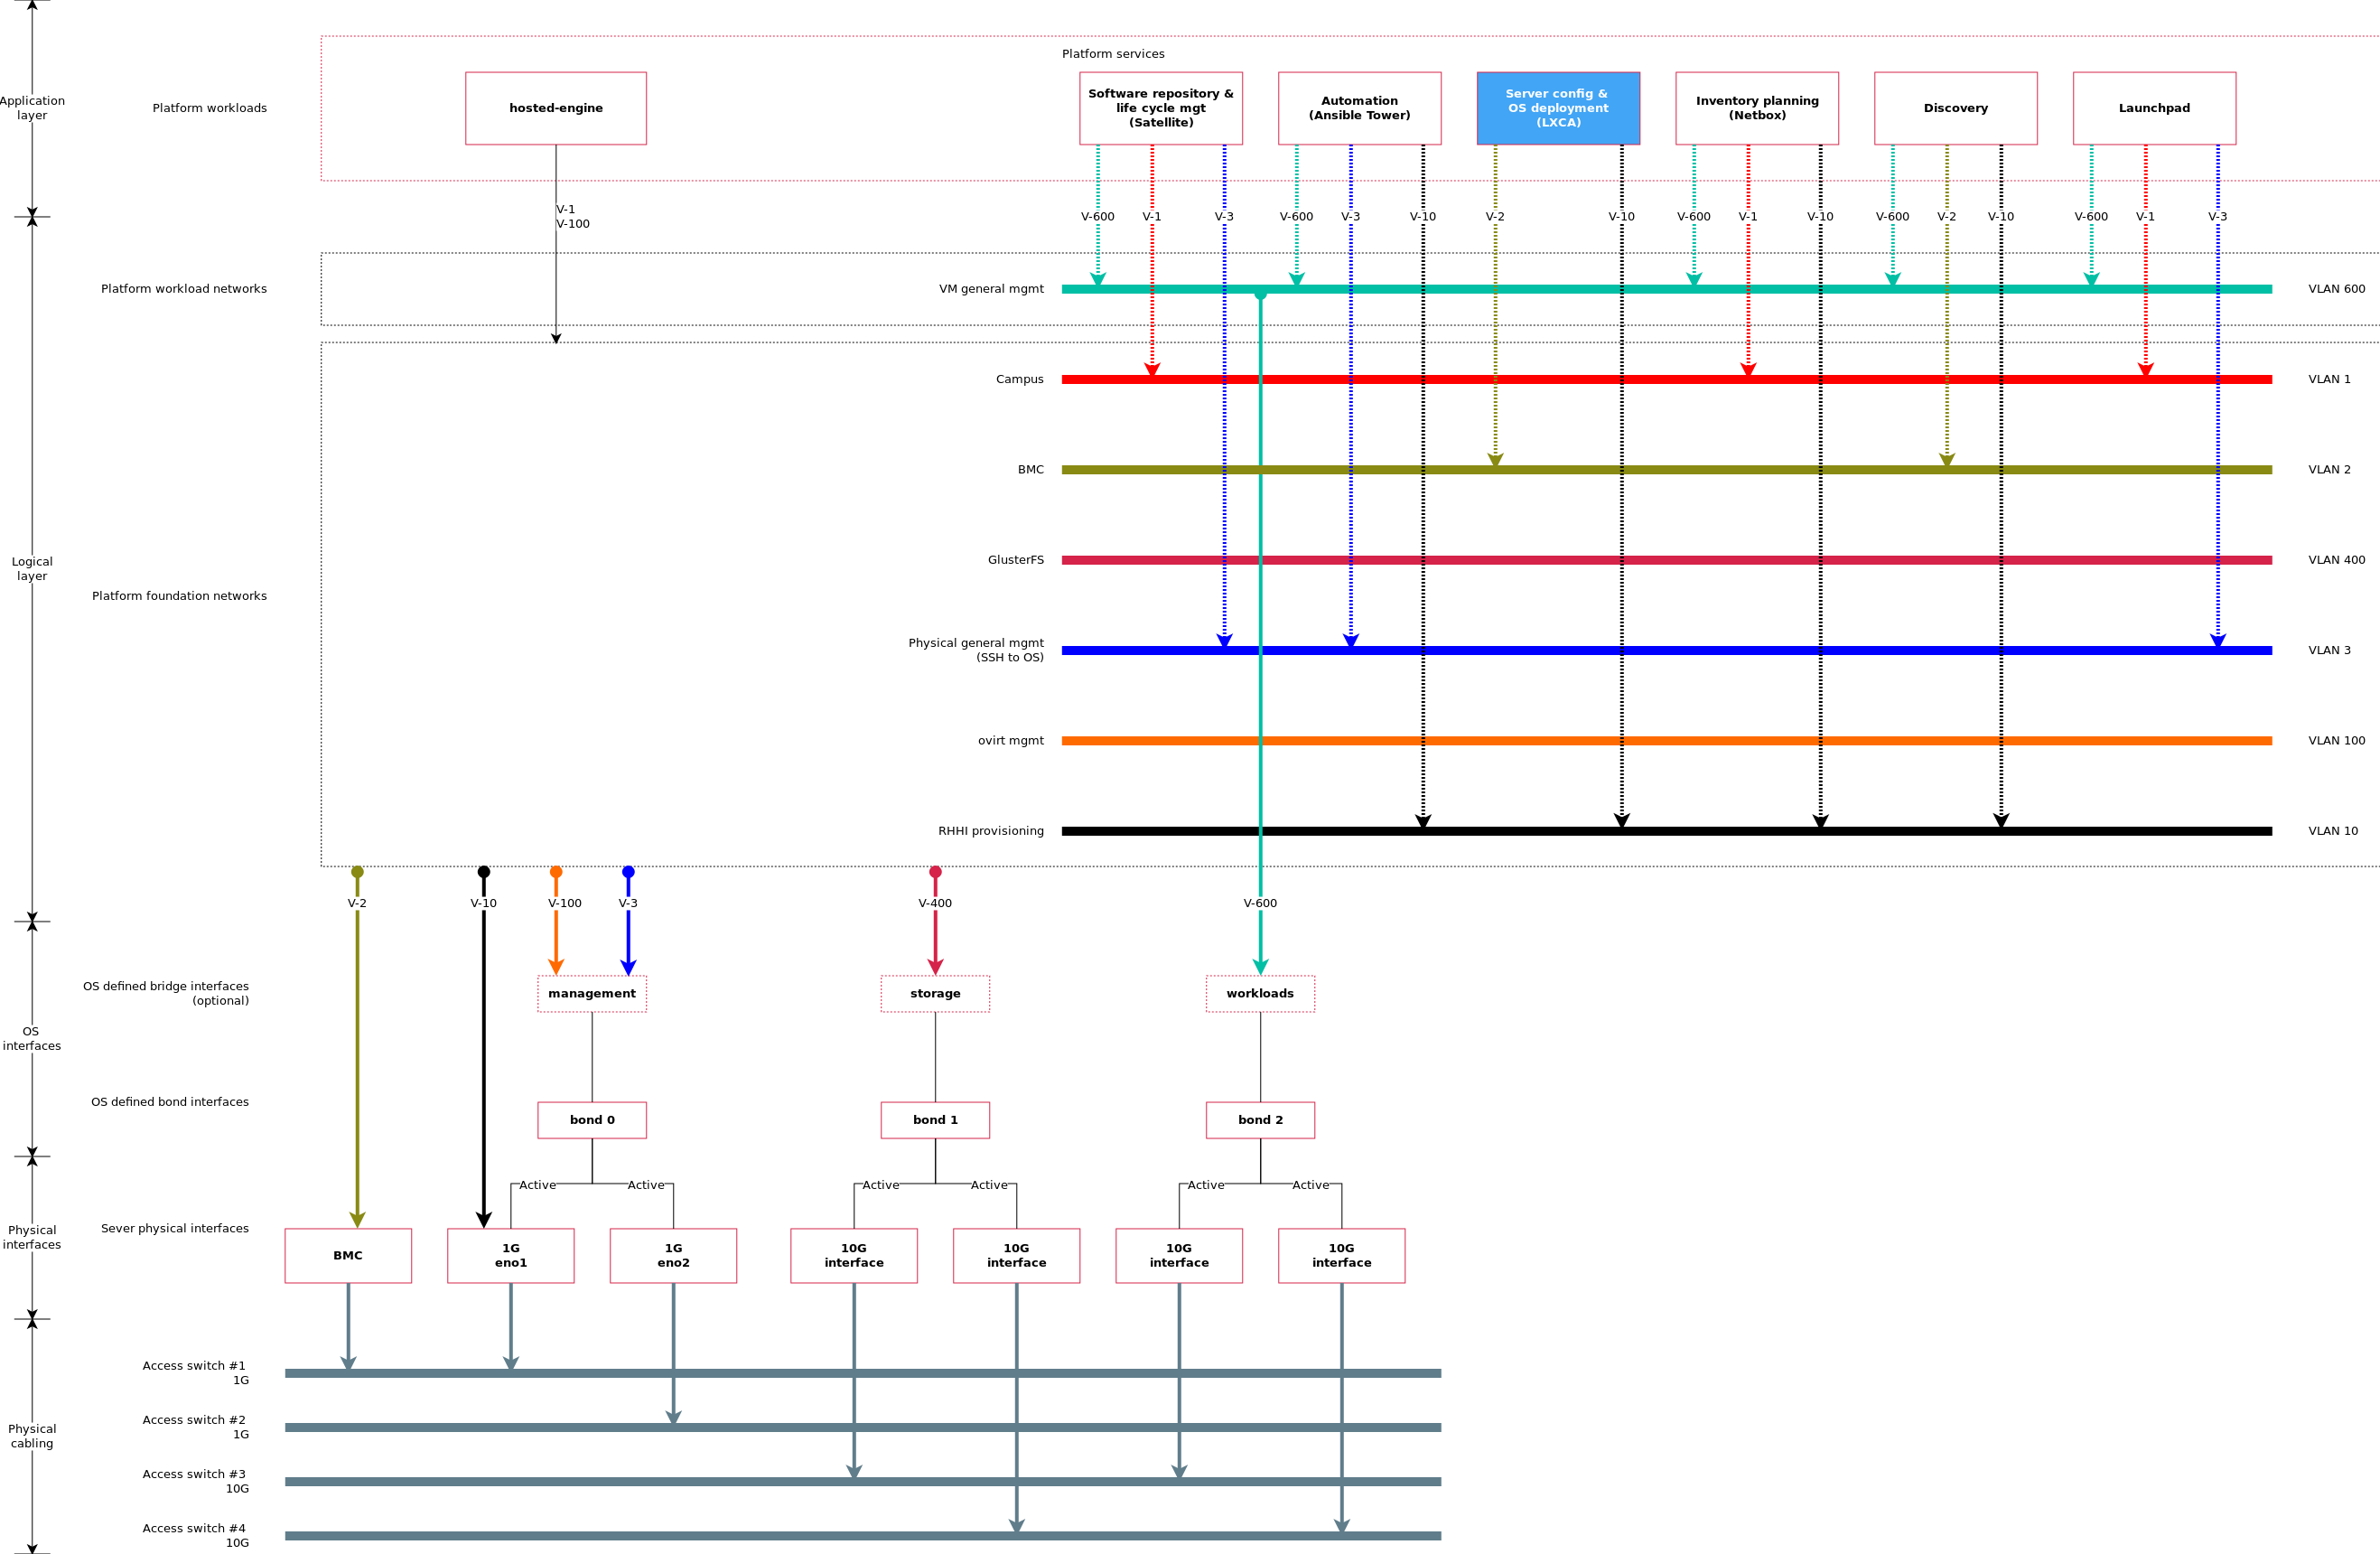 Platform services
Application
layer
Platform workloads
hosted-engine
Software repository &
life cycle mgt
(Satellite)
Automation
(Ansible Tower)
Server config &
OS deployment
(LXCA)
Inventory planning
(Netbox)
Discovery
Launchpad
V-1
V-100
V-600
V-1
V-3
V-600
V-3
V-10
V-2
V-10
V-600
V-1
V-10
V-600
V-2
V-10
V-600
V-1
V-3
Platform workload networks
VM general mgmt
VLAN 600
Campus
VLAN 1
BMC
VLAN 2
Logical
layer
GlusterFS
VLAN 400
Platform foundation networks
Physical general mgmt
(SSH to OS)
VLAN 3
ovirt mgmt
VLAN 100
RHHI provisioning
VLAN 10
V-2
V-10
V-100
V-3
V-400
V-600
OS defined bridge interfaces
(optional)
management
storage
workloads
OS
interfaces
OS defined bond interfaces
bond 0
bond 1
bond 2
Active
Active
Active
Active
Active
Active
Physical
interfaces
Sever physical interfaces
BMC
1G
eno1
1G
eno2
10G
interface
10G
interface
10G
interface
10G
interface
Access switch #1
1G
Access switch #2
1G
Physical
cabling
Access switch #3
10G
Access switch #4
10G